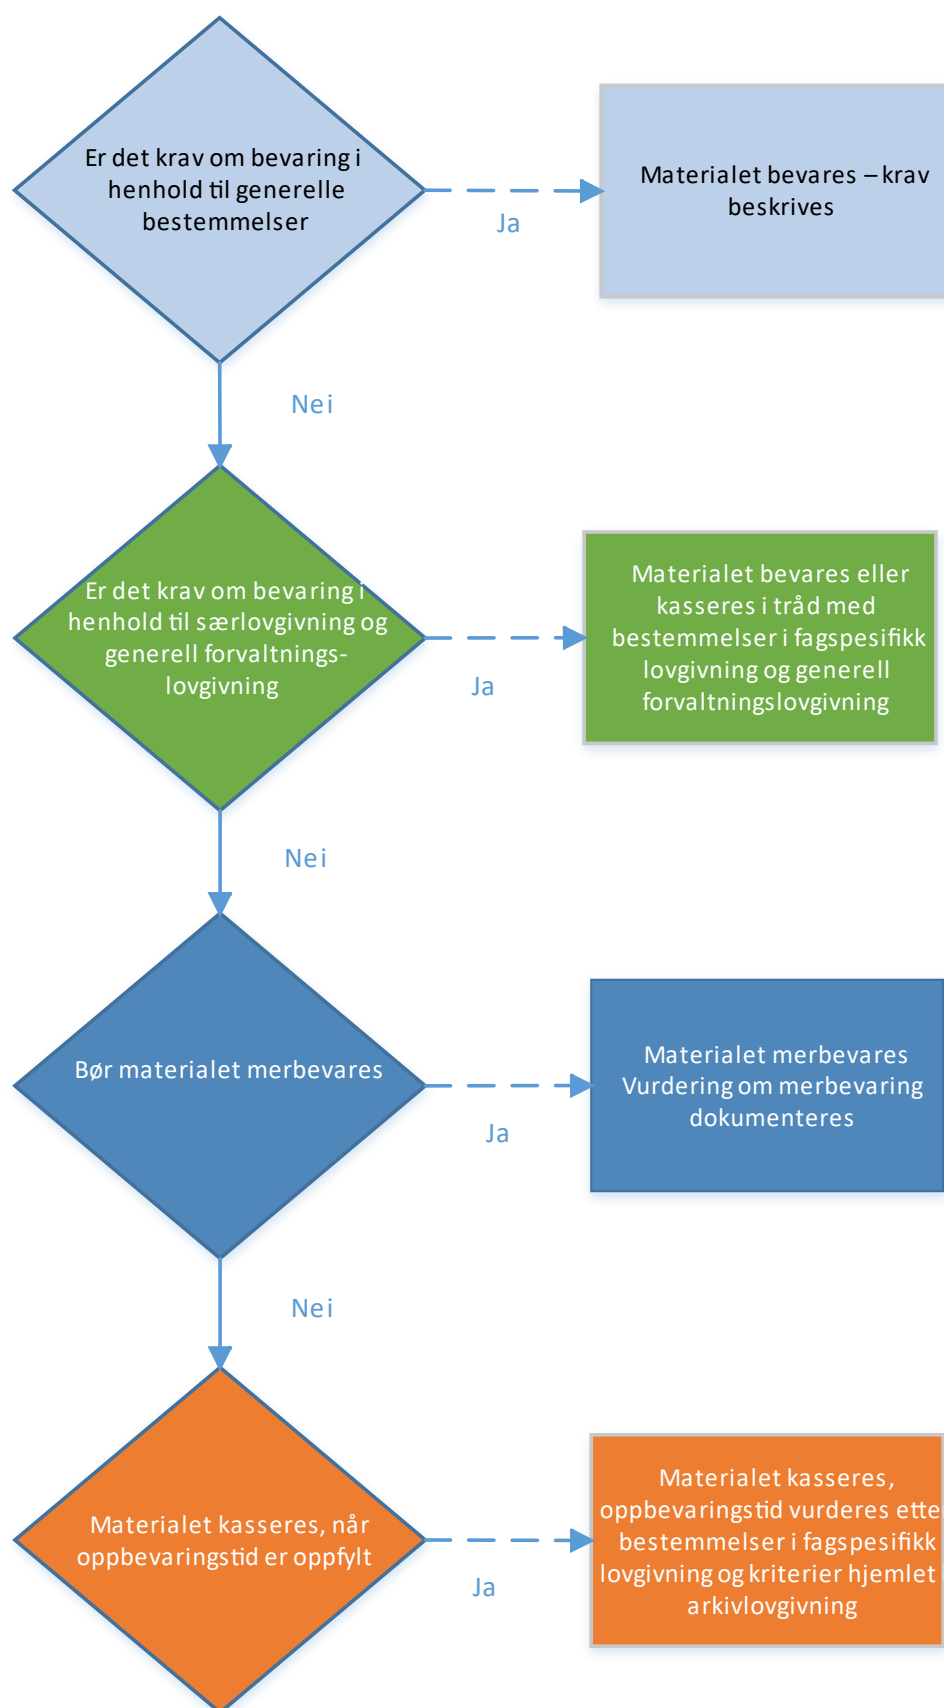 Er det krav om bevaring i
henhold til generelle
bestemmelser
Ja
Materialet bevares – krav
beskrives
Nei
Er det krav om bevaring i
henhold til særlovgivning og
generell forvaltnings-
lovgivning
Ja
Materialet bevares eller
kasseres i tråd med
bestemmelser i fagspesifikk
lovgivning og generell
forvaltningslovgivning
Nei
Bør materialet merbevares
Ja
Materialet merbevares
Vurdering om merbevaring
dokumenteres
Nei
Materialet kasseres, når
oppbevaringstid er oppfylt
Ja
Materialet kasseres,
oppbevaringstid vurderes ette
bestemmelser i fagspesifikk
lovgivning og kriterier hjemlet
arkivlovgivning